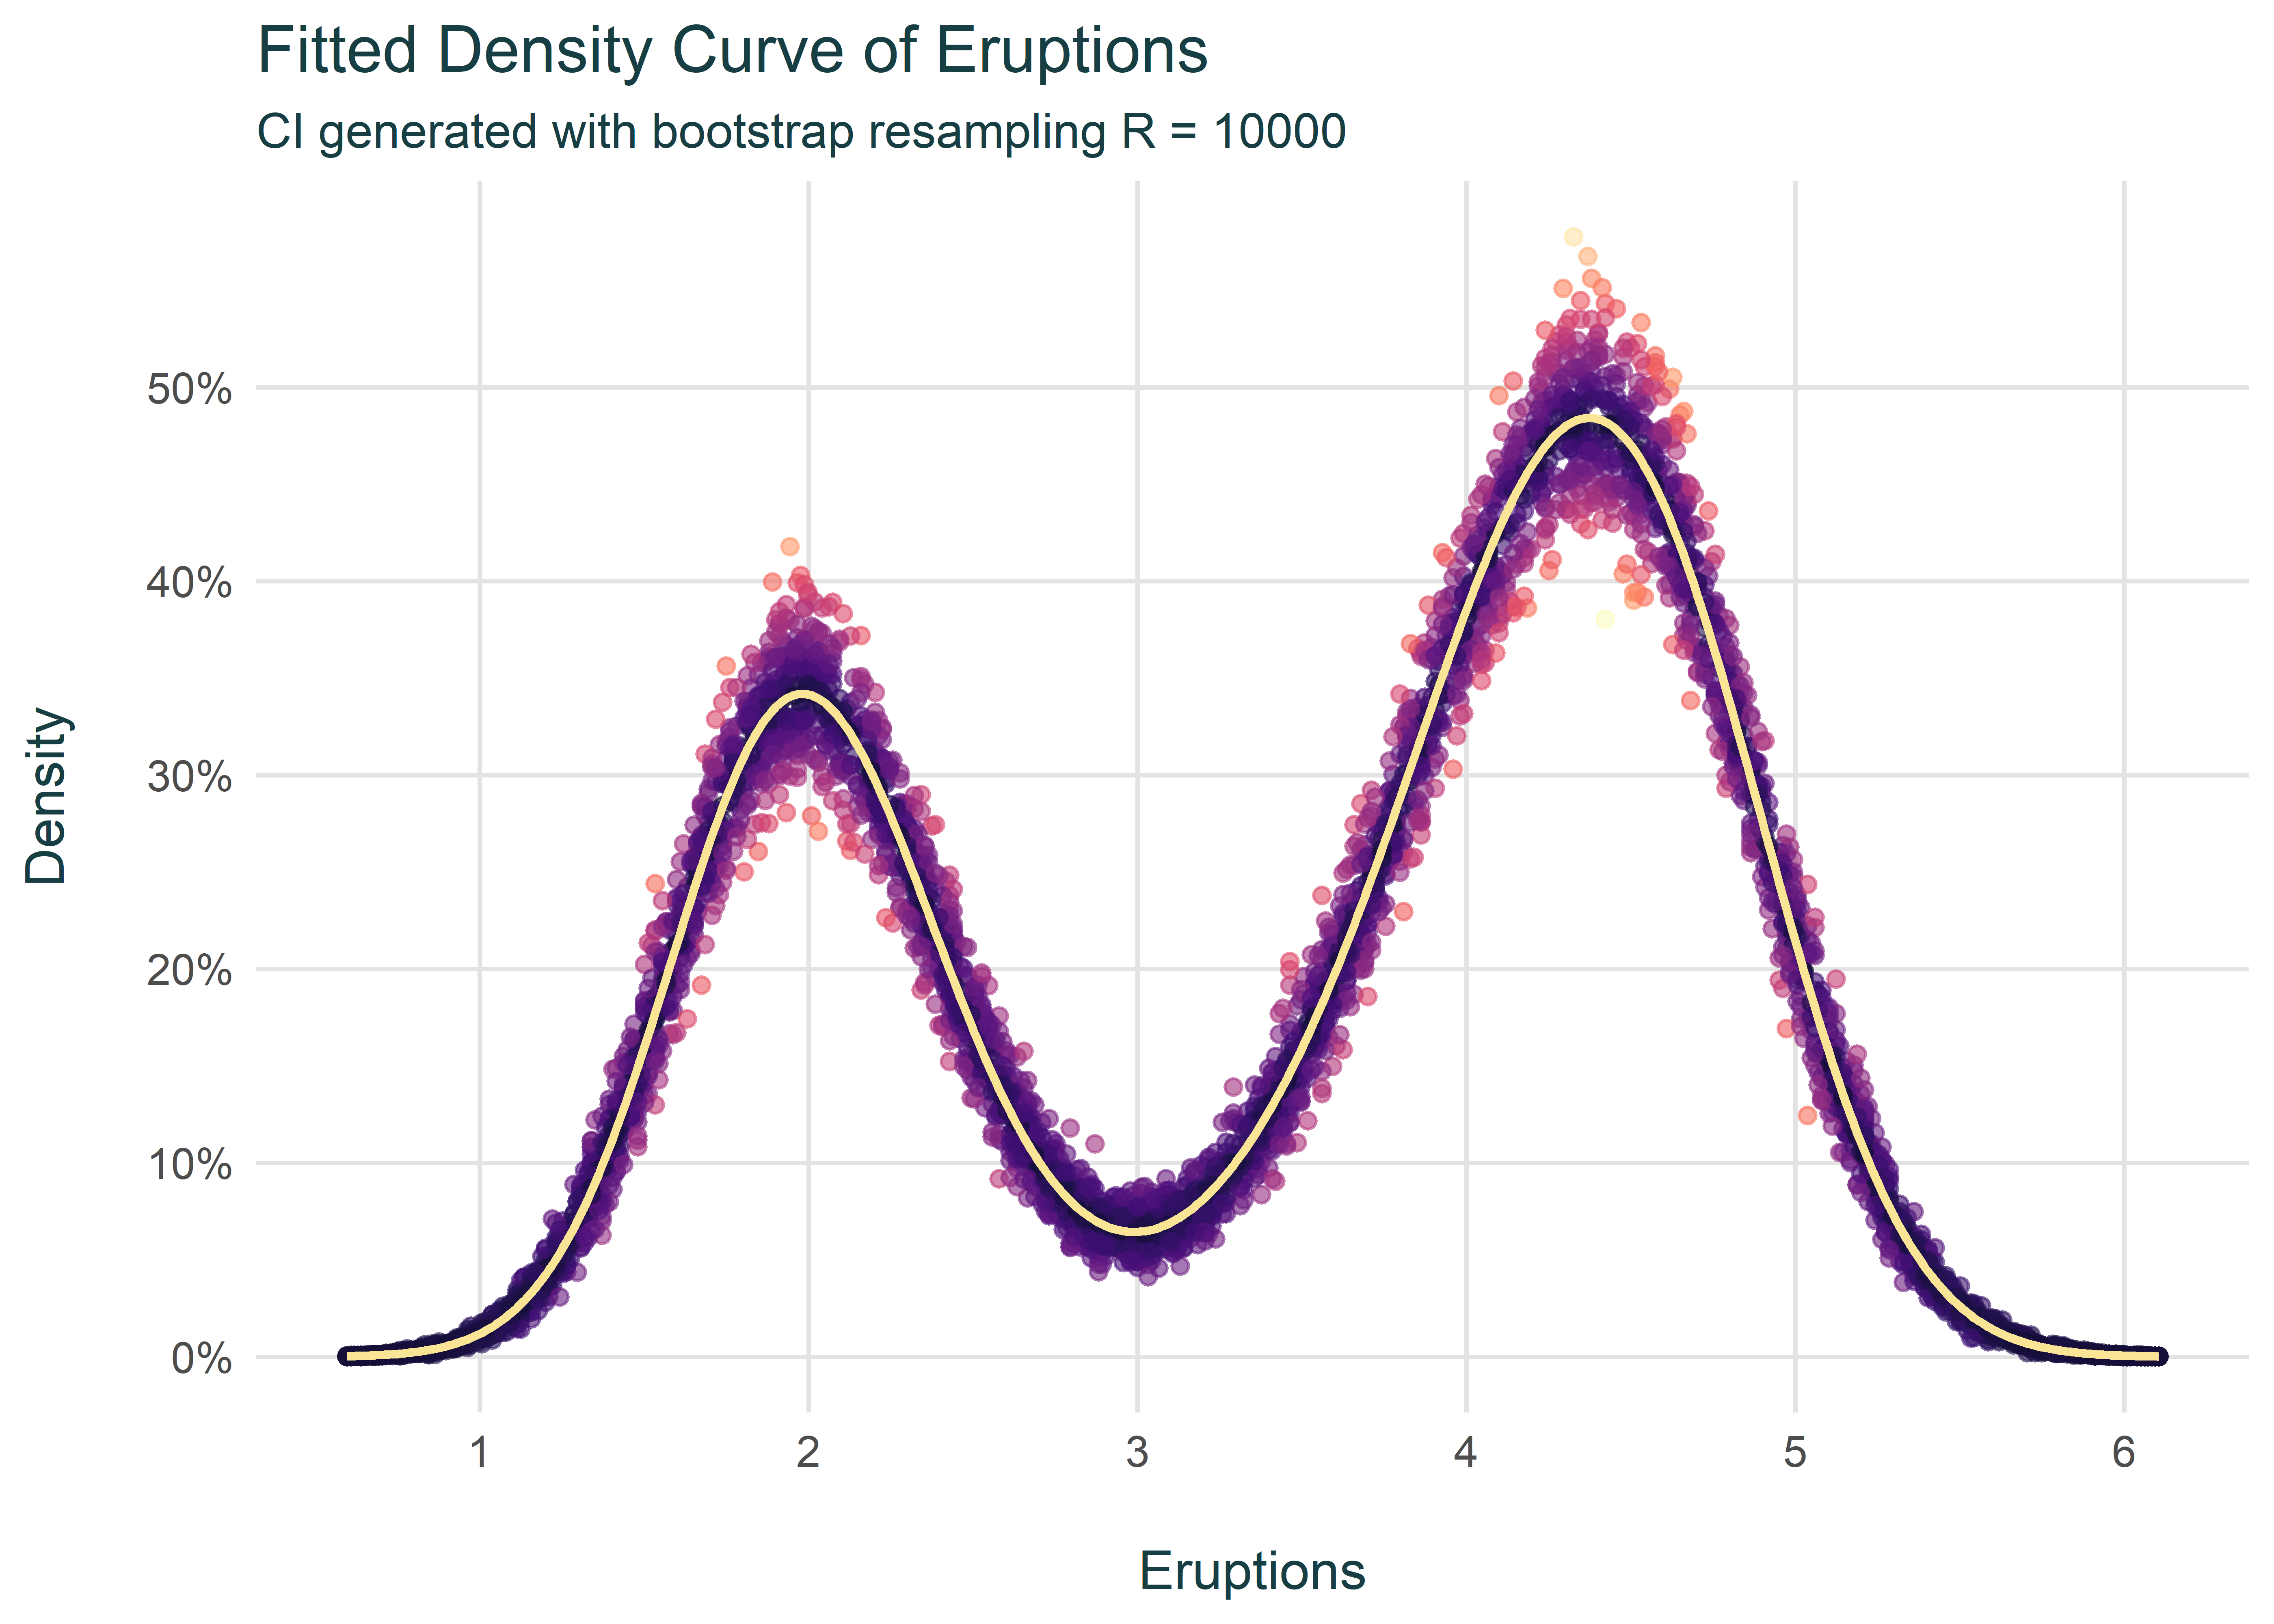 Fitted Density Curve of Eruptions
CI generated with bootstrap resampling R = 10000
Density
50%
40%
30%
20%
10%
0%
1 2 3 4 5 6
Eruptions